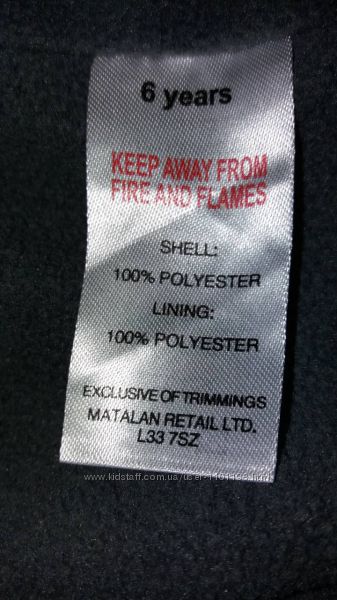 6 years
KEEP AWAY FROM
FIRE AND FLAMES
SHELL:
100% POLYESTER
LINING:
100% POLYESTER
EXCLUSIVE OF TRIMMINGS
MATALAN RETAIL LTD.
L33 7SZ